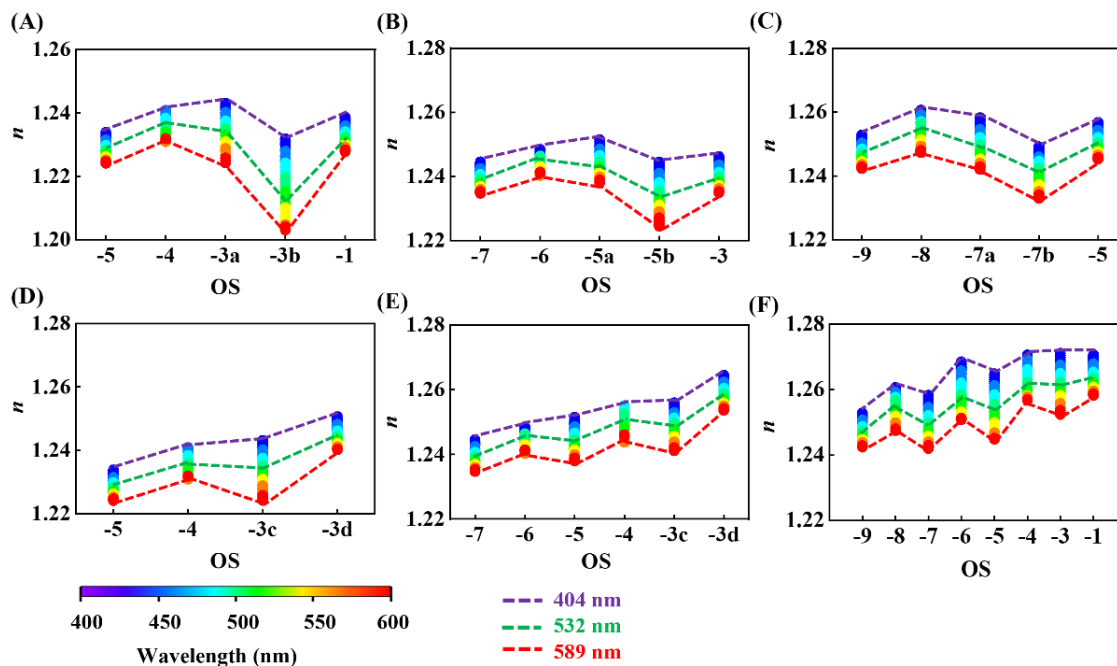 (A)
1.26
1.24
1.22
1.20
n
-5 -4 -3a -3b -1
OS
(B)
1.28
1.26
1.24
1.22
n
-7 -6 -5a -5b -3
OS
(C)
1.28
1.26
1.24
1.22
n
-9 -8 -7a -7b -5
OS
(D)
1.28
1.26
1.24
1.22
n
-5 -4 -3c -3d
OS
(E)
1.28
1.26
1.24
1.22
n
-7 -6 -5 -4 -3c -3d
OS
(F)
1.28
1.26
1.24
1.22
n
-9 -8 -7 -6 -5 -4 -3 -1
OS
400 450 500 550 600
Wavelength (nm)
404 nm
532 nm
589 nm